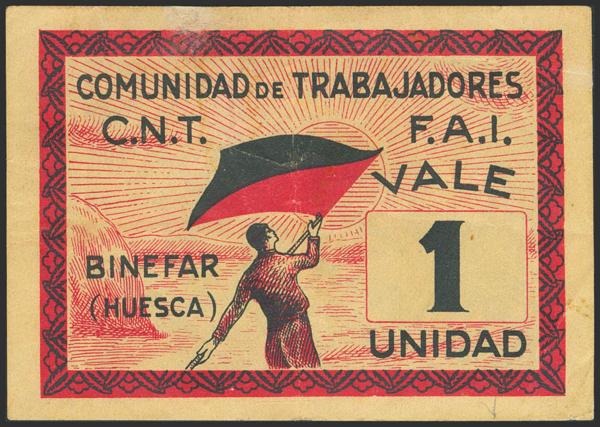 COMUNIDAD DE TRABAJADORES
C.N.T. F.A.I.
VALE
1
UNIDAD
BINEFAR
(HUESCA)